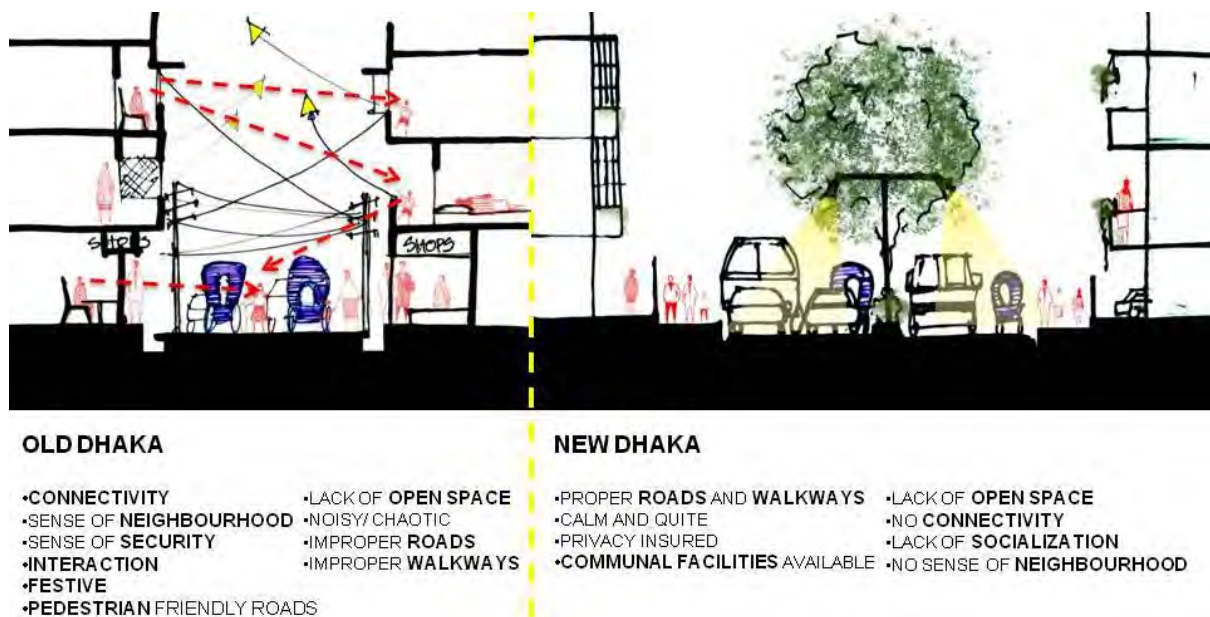 SHOPS
SHOPS
OLD DHAKA
•CONNECTIVITY
•SENSE OF NEIGHBOURHOOD
•SENSE OF SECURITY
•INTERACTION
•FESTIVE
•PEDESTRIAN FRIENDLY ROADS
•LACK OF OPEN SPACE
•NOISY/ CHAOTIC
•IMPROPER ROADS
•IMPROPER WALKWAYS
NEW DHAKA
•PROPER ROADS AND WALKWAYS
•CALM AND QUITE
•PRIVACY INSURED
•COMMUNAL FACILITIES AVAILABLE
•LACK OF OPEN SPACE
•NO CONNECTIVITY
•LACK OF SOCIALIZATION
•NO SENSE OF NEIGHBOURHOOD